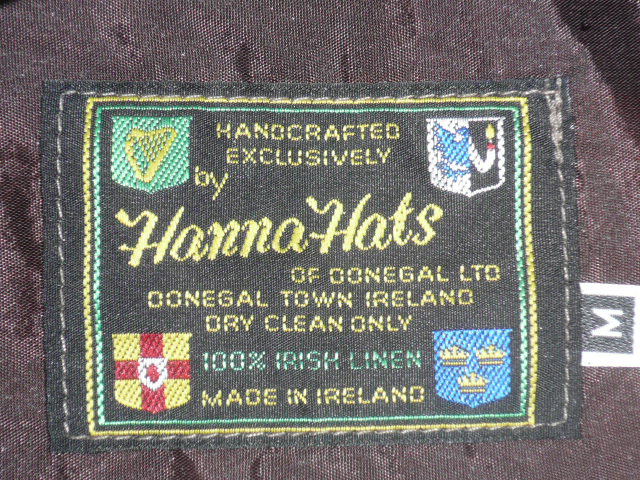 HANDCRAFTED
EXCLUSIVELY
by
Hanna Hats
OF DONEGAL LTD
DONEGAL TOWN IRELAND
DRY CLEAN ONLY
100% IRISH LINEN
MADE IN IRELAND
M